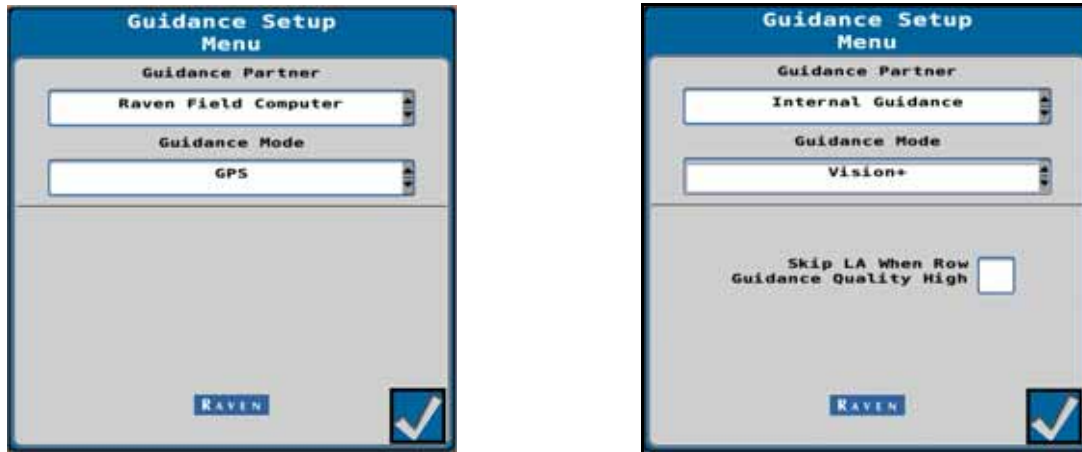 Guidance Setup
Menu
Guidance Partner
Raven Field Computer
Guidance Mode
GPS
RAVEN
Guidance Setup
Menu
Guidance Partner
Internal Guidance
Guidance Mode
Vision+
Skip LA When Row
Guidance Quality High
RAVEN